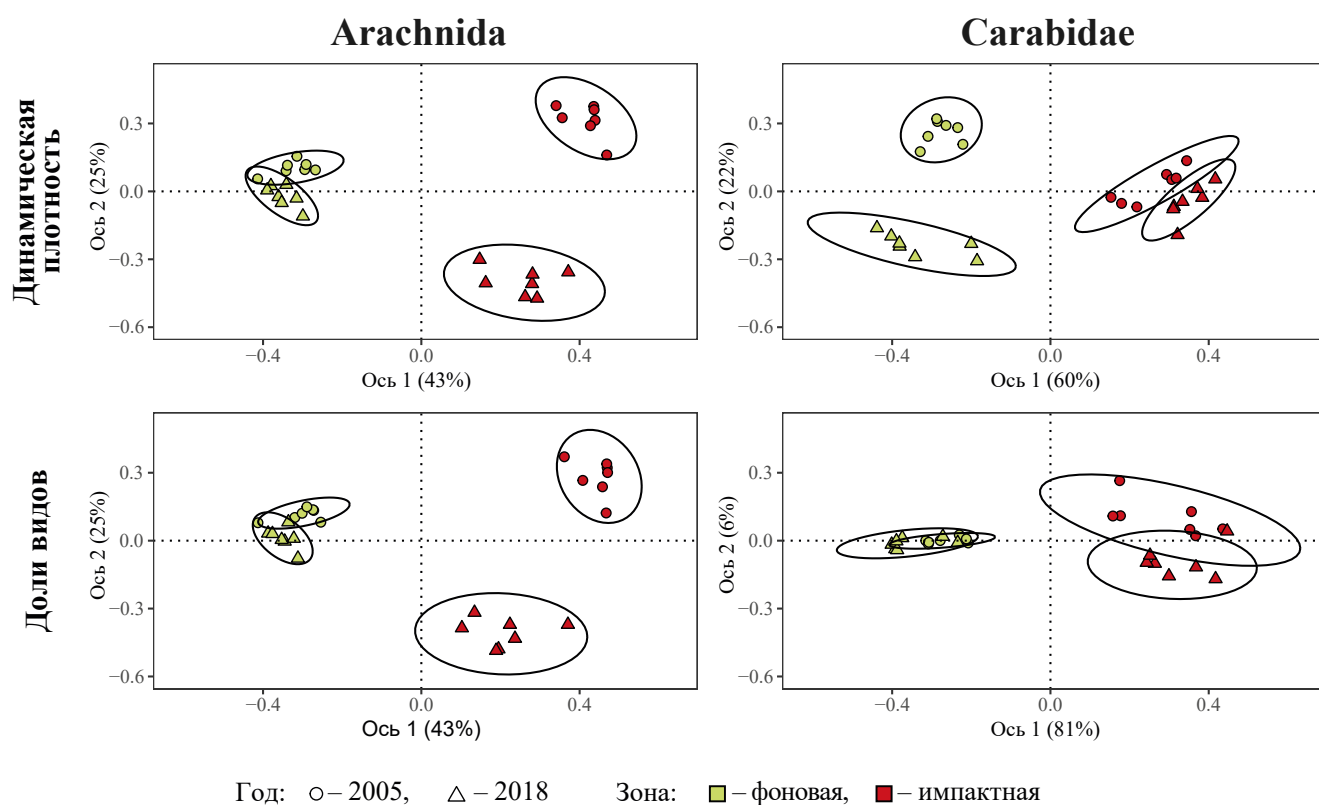 Arachnida
Carabidae
Динамическая
плотность
Ось 2 (25%)
0.3
0.0
−0.3
−0.6
−0.4
0.0
0.4
Ось 1 (43%)
Ось 2 (22%)
0.3
0.0
−0.3
−0.6
−0.4
0.0
0.4
Ось 1 (60%)
Доли видов
Ось 2 (25%)
0.3
0.0
−0.3
−0.6
−0.4
0.0
0.4
Ось 1 (43%)
Ось 2 (6%)
0.3
0.0
−0.3
−0.6
−0.4
0.0
0.4
Ось 1 (81%)
Год: – 2005, – 2018 Зона: – фоновая, – импактная